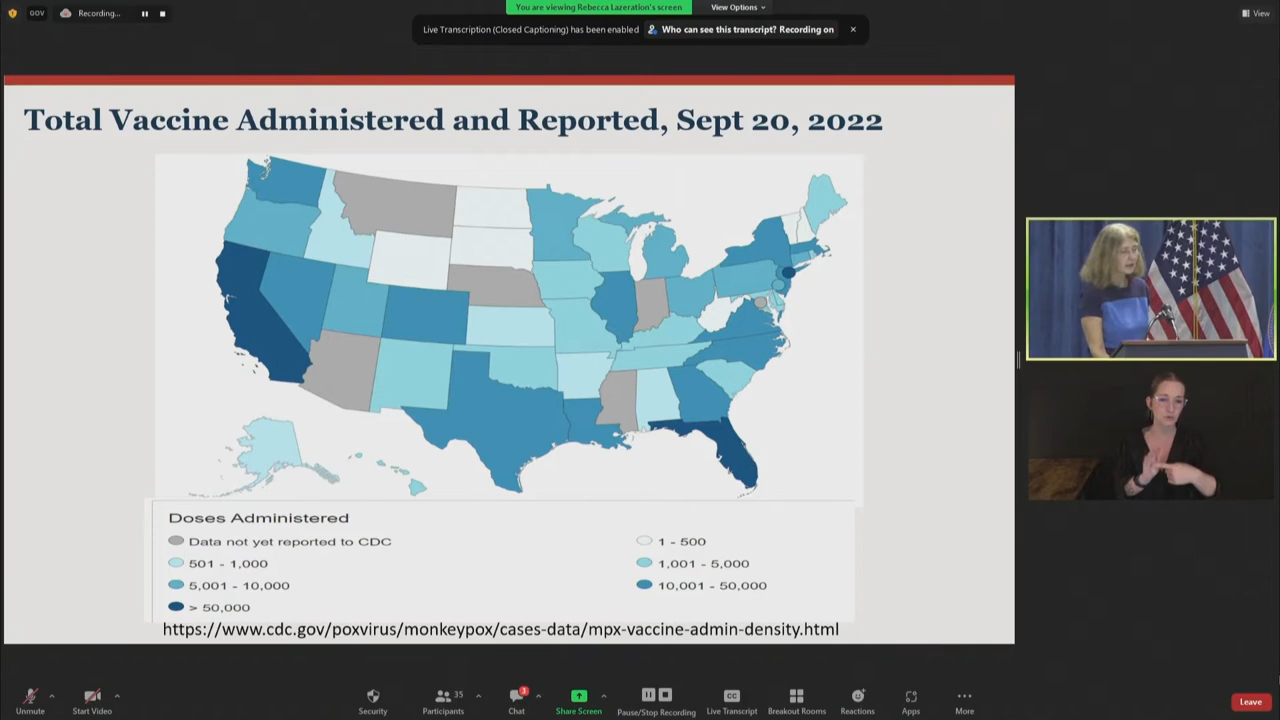 GOV
Recording...
You are viewing Rebecca Lazeration's screen
View Options
View
Live Transcription (Closed Captioning) has been enabled
Who can see this transcript? Recording on
Total Vaccine Administered and Reported, Sept 20, 2022
Doses Administered
Data not yet reported to CDC
1 - 500
501 - 1,000
1,001 - 5,000
5,001 - 10,000
10,001 - 50,000
> 50,000
https://www.cdc.gov/poxvirus/monkeypox/cases-data/mpx-vaccine-admin-density.html
Unmute
Start Video
Security
Participants
35
Chat
3
Share Screen
Pause/Stop Recording
CC
Live Transcript
Breakout Rooms
Reactions
Apps
More
Leave